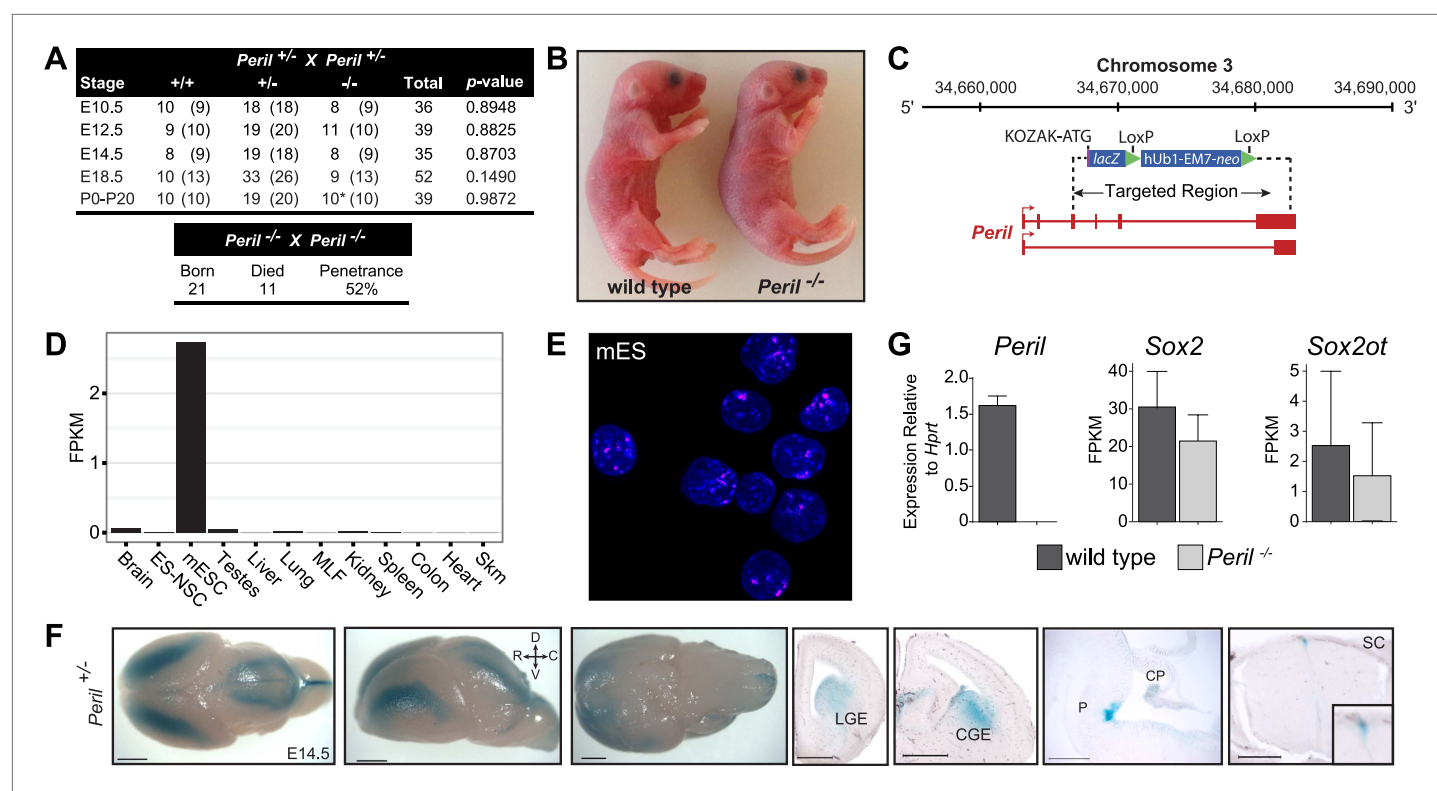 A
Peril +/- X Peril +/-
Stage +/+ +/- -/- Total p-value
E10.5 10 (9) 18 (18) 8 (9) 36 0.8948
E12.5 9 (10) 19 (20) 11 (10) 39 0.8825
E14.5 8 (9) 19 (18) 8 (9) 35 0.8703
E18.5 10 (13) 33 (26) 9 (13) 52 0.1490
P0-P20 10 (10) 19 (20) 10* (10) 39 0.9872
Peril -/- X Peril -/-
Born Died Penetrance
21 11 52%
B
wild type Peril -/-
C
Chromosome 3
34,660,000 34,670,000 34,680,000 34,690,000
5' 3'
KOZAK-ATG LoxP LoxP
lacZ hUb1-EM7-neo
Targeted Region
Peril
D
FPKM
2
1
0
Brain ES-NSC mESC Testes Liver Lung MLF Kidney Spleen Colon Heart Skm
E
mES
G
Peril Sox2 Sox2ot
Expression Relative
to Hprt
2.0
1.5
1.0
0.5
0
FPKM
40
30
20
10
0
FPKM
5
4
3
2
1
0
wild type Peril -/-
F
Peril +/-
E14.5
D
R C
V
LGE
CGE
P CP
SC